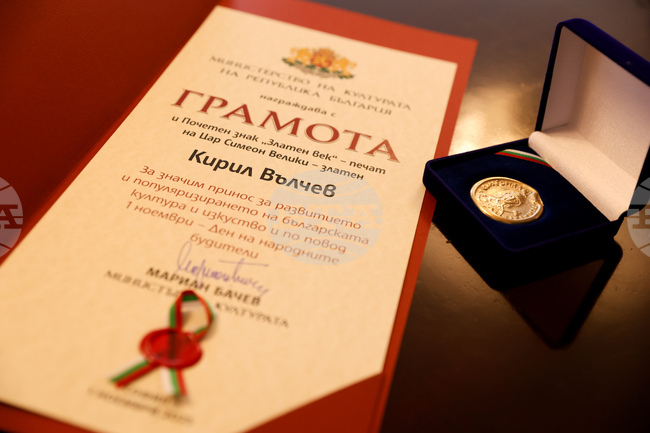 МИНИСТЕРСТВО НА КУЛТУРАТА
НА РЕПУБЛИКА БЪЛГАРИЯ
награждава с
ГРАМОТА
и Почетен знак „Златен век“ – печат
на Цар Симеон Велики – златен
Кирил Вълчев
За значим принос за развитието
и популяризирането на българската
култура и изкуство и по повод
1 ноември – Ден на народните
будители
МАРИАН БАЧЕВ
МИНИСТЪР КУЛТУРАТА